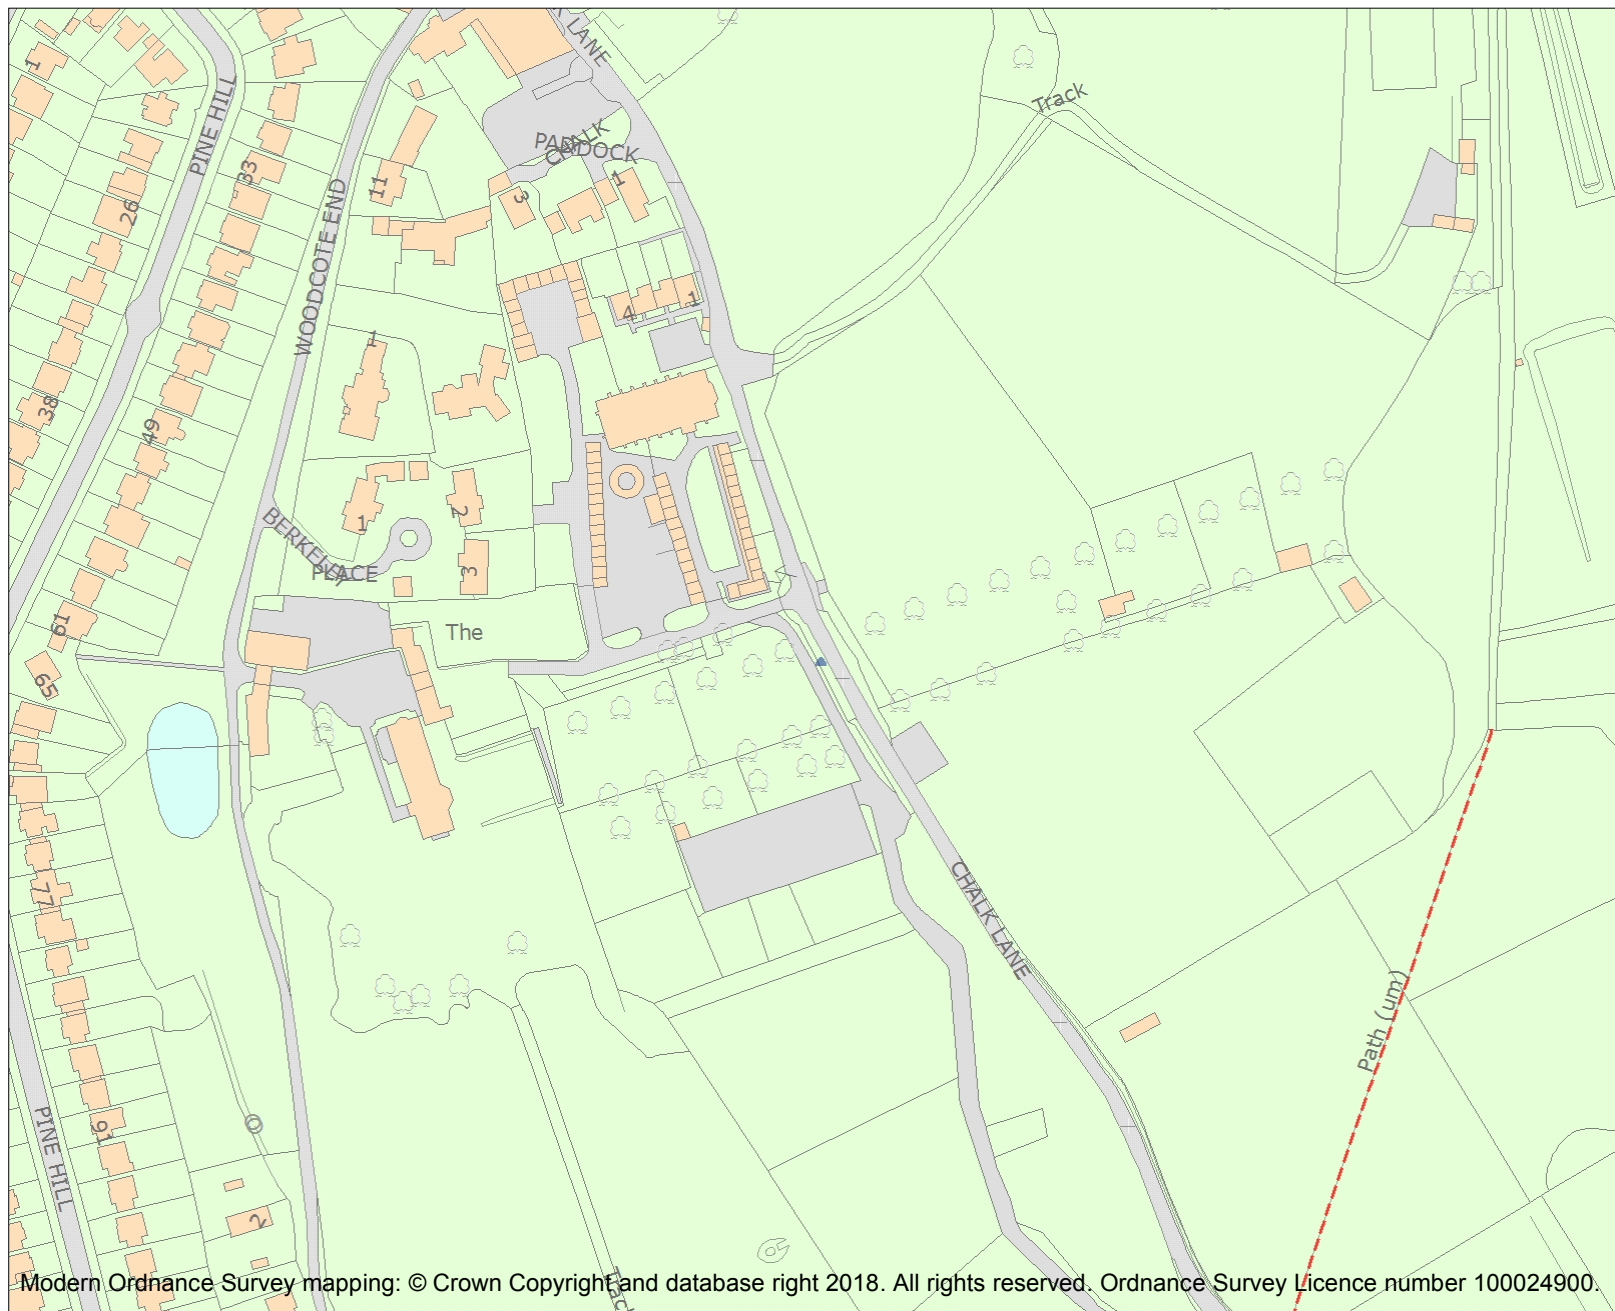 LANE
1
PINE HILL
Track
CHALK
PADDOCK
33
11
3
1
26
WOODCOTE END
4
1
1
38
49
BERKELEY
PLACE
1
2
3
61
The
65
77
CHALK LANE
Path (um)
PINE HILL
91
2
Track
Modern Ordnance Survey mapping: © Crown Copyright and database right 2018. All rights reserved. Ordnance Survey Licence number 100024900.